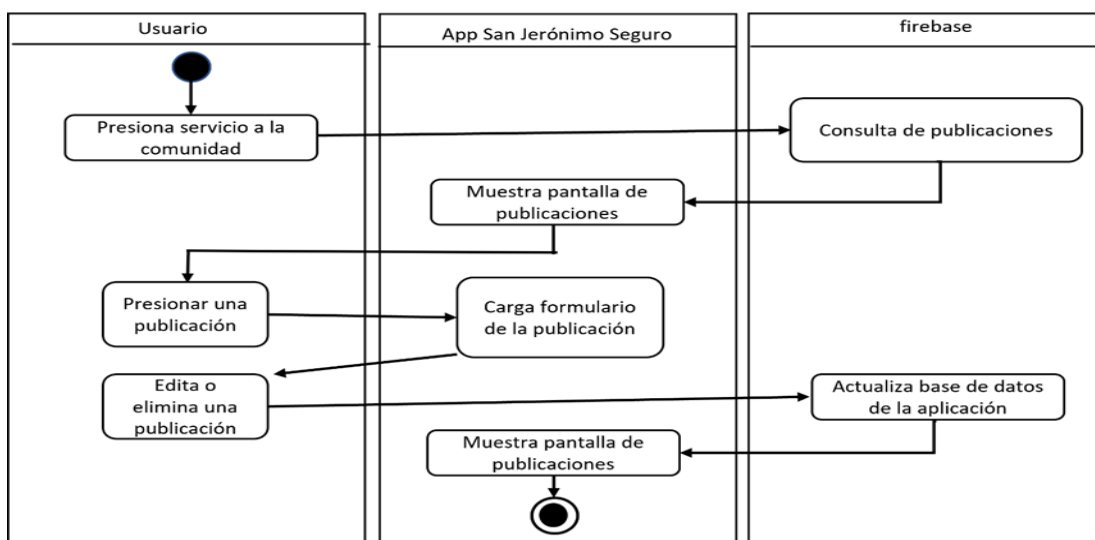 Usuario
App San Jerónimo Seguro
firebase
Presiona servicio a la
comunidad
Consulta de publicaciones
Muestra pantalla de
publicaciones
Presionar una
publicación
Carga formulario
de la publicación
Edita o
elimina una
publicación
Actualiza base de datos
de la aplicación
Muestra pantalla de
publicaciones